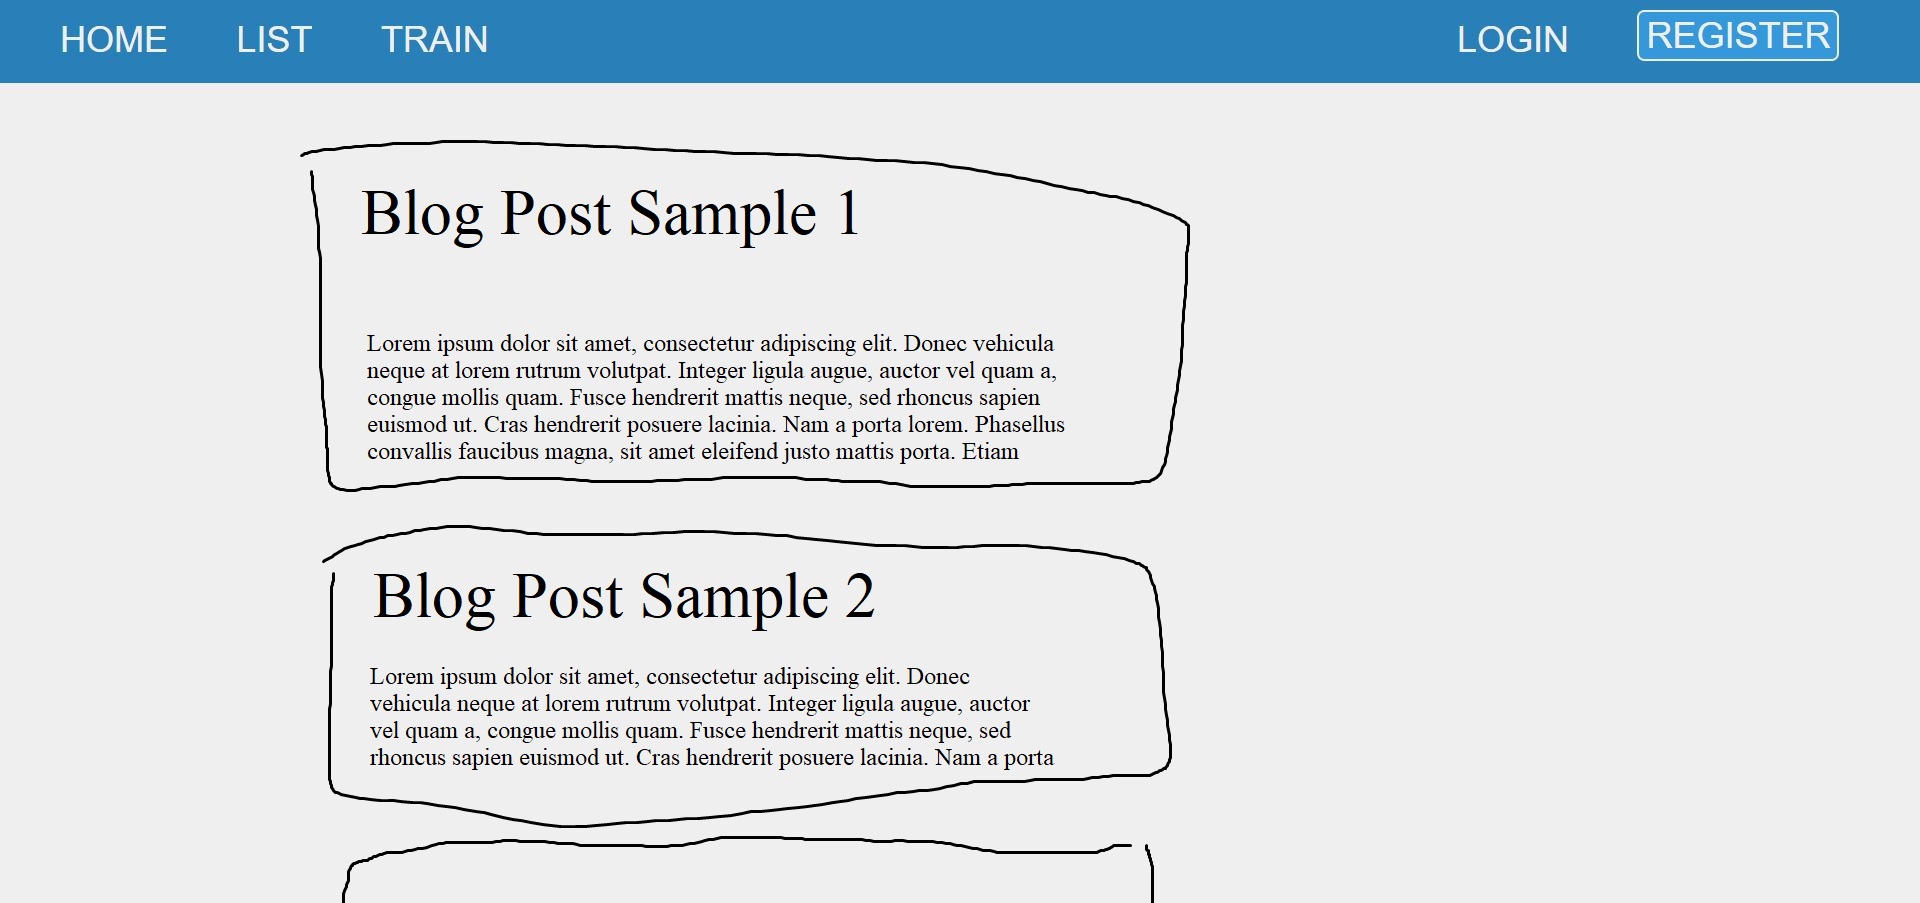 HOME LIST TRAIN LOGIN REGISTER
Blog Post Sample 1
Lorem ipsum dolor sit amet, consectetur adipiscing elit. Donec vehicula
neque at lorem rutrum volutpat. Integer ligula augue, auctor vel quam a,
congue mollis quam. Fusce hendrerit mattis neque, sed rhoncus sapien
euismod ut. Cras hendrerit posuere lacinia. Nam a porta lorem. Phasellus
convallis faucibus magna, sit amet eleifend justo mattis porta. Etiam
Blog Post Sample 2
Lorem ipsum dolor sit amet, consectetur adipiscing elit. Donec
vehicula neque at lorem rutrum volutpat. Integer ligula augue, auctor
vel quam a, congue mollis quam. Fusce hendrerit mattis neque, sed
rhoncus sapien euismod ut. Cras hendrerit posuere lacinia. Nam a porta